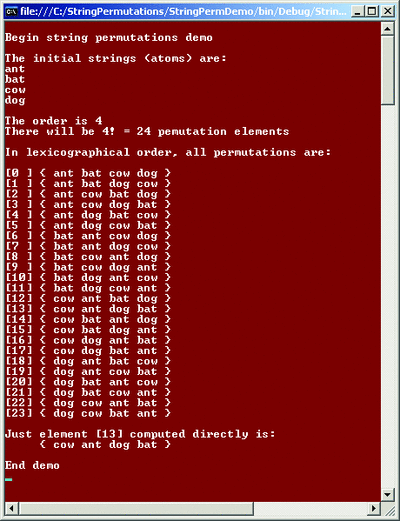 file:///C:/StringPermutations/StringPermDemo/bin/Debug/Strin...
Begin string permutations demo
The initial strings (atoms) are:
ant
bat
cow
dog
The order is 4
There will be 4! = 24 pemutation elements
In lexicographical order, all permutations are:
[0 ] { ant bat cow dog }
[1 ] { ant bat dog cow }
[2 ] { ant cow bat dog }
[3 ] { ant cow dog bat }
[4 ] { ant dog bat cow }
[5 ] { ant dog cow bat }
[6 ] { bat ant cow dog }
[7 ] { bat ant dog cow }
[8 ] { bat cow ant dog }
[9 ] { bat cow dog ant }
[10] { bat dog ant cow }
[11] { bat dog cow ant }
[12] { cow ant bat dog }
[13] { cow ant dog bat }
[14] { cow bat ant dog }
[15] { cow bat dog ant }
[16] { cow dog ant bat }
[17] { cow dog bat ant }
[18] { dog ant bat cow }
[19] { dog ant cow bat }
[20] { dog bat ant cow }
[21] { dog bat cow ant }
[22] { dog cow ant bat }
[23] { dog cow bat ant }
Just element [13] computed directly is:
{ cow ant dog bat }
End demo